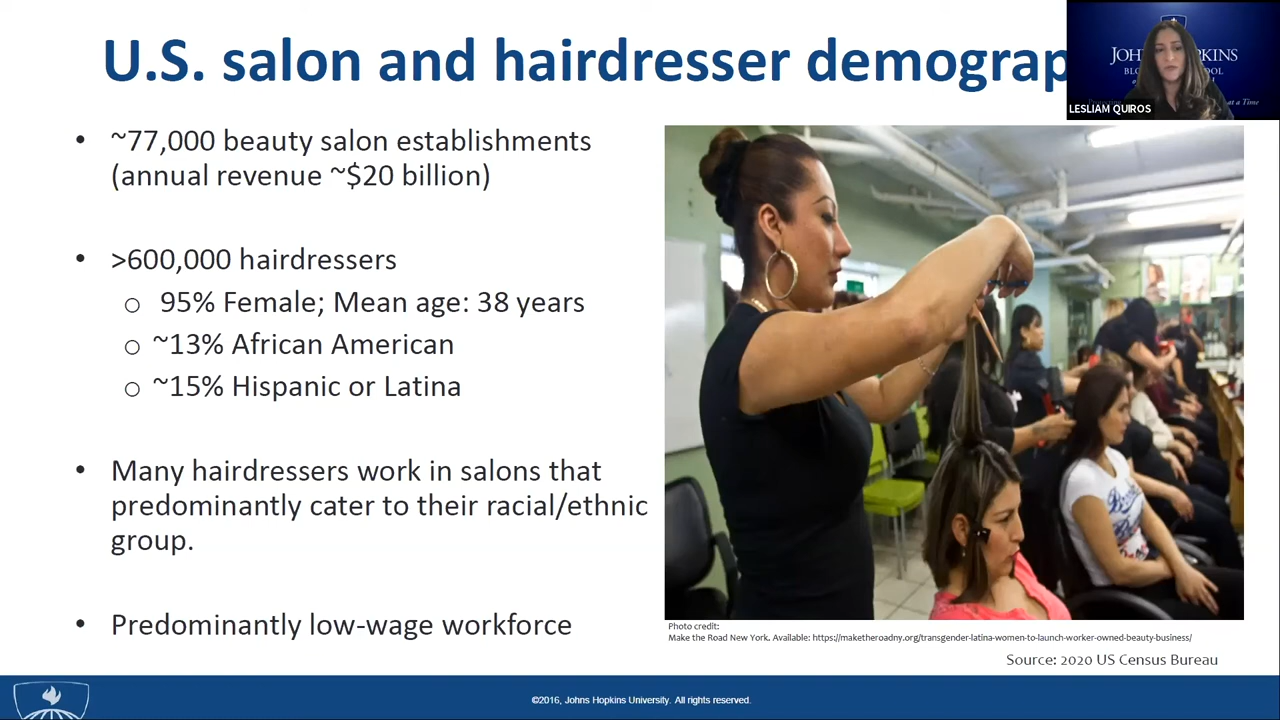 U.S. salon and hairdresser demograp
JOHNS HOPKINS
LESLIAM QUIROS
at a Time
• ~77,000 beauty salon establishments
(annual revenue ~$20 billion)
• >600,000 hairdressers
o 95% Female; Mean age: 38 years
o ~13% African American
o ~15% Hispanic or Latina
• Many hairdressers work in salons that
predominantly cater to their racial/ethnic
group.
• Predominantly low-wage workforce
Photo credit:
Make the Road New York. Available: https://maketheroadny.org/transgender-latina-women-to-launch-worker-owned-beauty-business/
Source: 2020 US Census Bureau
©2016, Johns Hopkins University. All rights reserved.